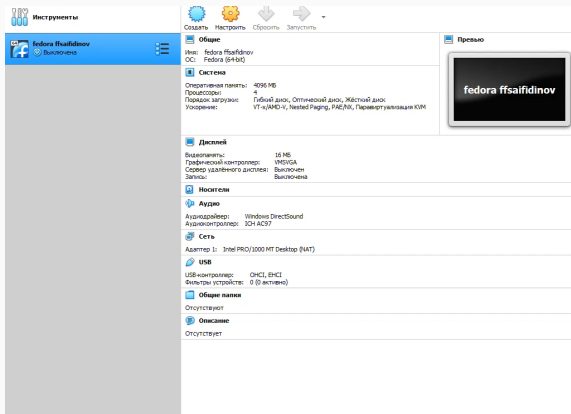 Инструменты
Создать Настроить Сбросить Запустить
fedora ffsaifidinov
Выключена
Общие
Имя: fedora ffsaifidinov
ОС: Fedora (64-bit)
Превью
fedora ffsaifidinov
Система
Оперативная память: 4096 МБ
Процессоры: 4
Порядок загрузки: Гибкий диск, Оптический диск, Жёсткий диск
Ускорение: VT-x/AMD-V, Nested Paging, PAE/NX, Паравиртуализация KVM
Дисплей
Видеопамять: 16 МБ
Графический контроллер: VMSVGA
Сервер удалённого дисплея: Выключен
Запись: Выключена
Носители
Аудио
Аудиодрайвер: Windows DirectSound
Аудиоконтроллер: ICH AC97
Сеть
Адаптер 1: Intel PRO/1000 MT Desktop (NAT)
USB
USB-контроллер: OHCI, EHCI
Фильтры устройств: 0 (0 активно)
Общие папки
Отсутствуют
Описание
Отсутствует